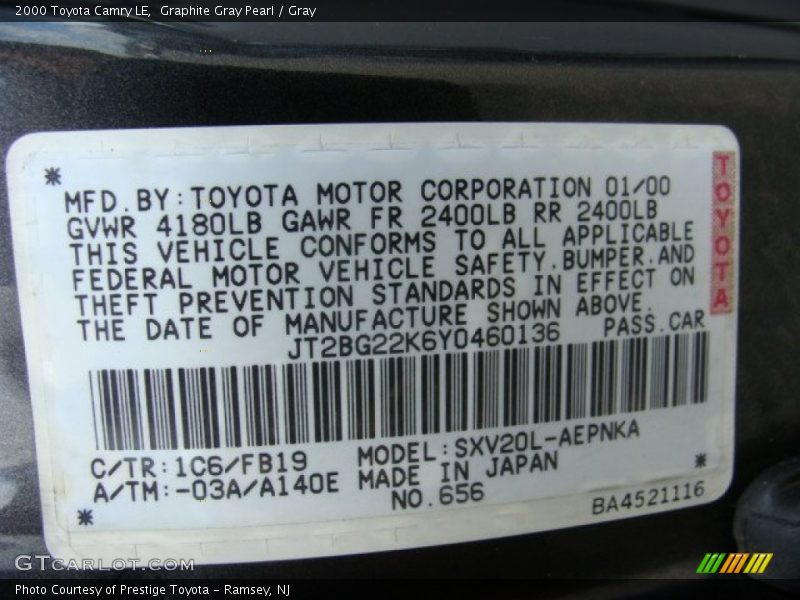 2000 Toyota Camry LE,  Graphite Gray Pearl / Gray
MFD.BY:TOYOTA MOTOR CORPORATION 01/00
GVWR 4180LB GAWR FR 2400LB RR 2400LB
THIS VEHICLE CONFORMS TO ALL APPLICABLE
FEDERAL MOTOR VEHICLE SAFETY,BUMPER,AND
THEFT PREVENTION STANDARDS IN EFFECT ON
THE DATE OF MANUFACTURE SHOWN ABOVE.
JT2BG22K6Y0460136 PASS.CAR
TOYOTA
C/TR:1C6/FB19 MODEL:SXV20L-AEPNKA
A/TM:-03A/A140E MADE IN JAPAN
NO.656 BA4521116
GTCARLOT.COM
Photo Courtesy of Prestige Toyota - Ramsey, NJ